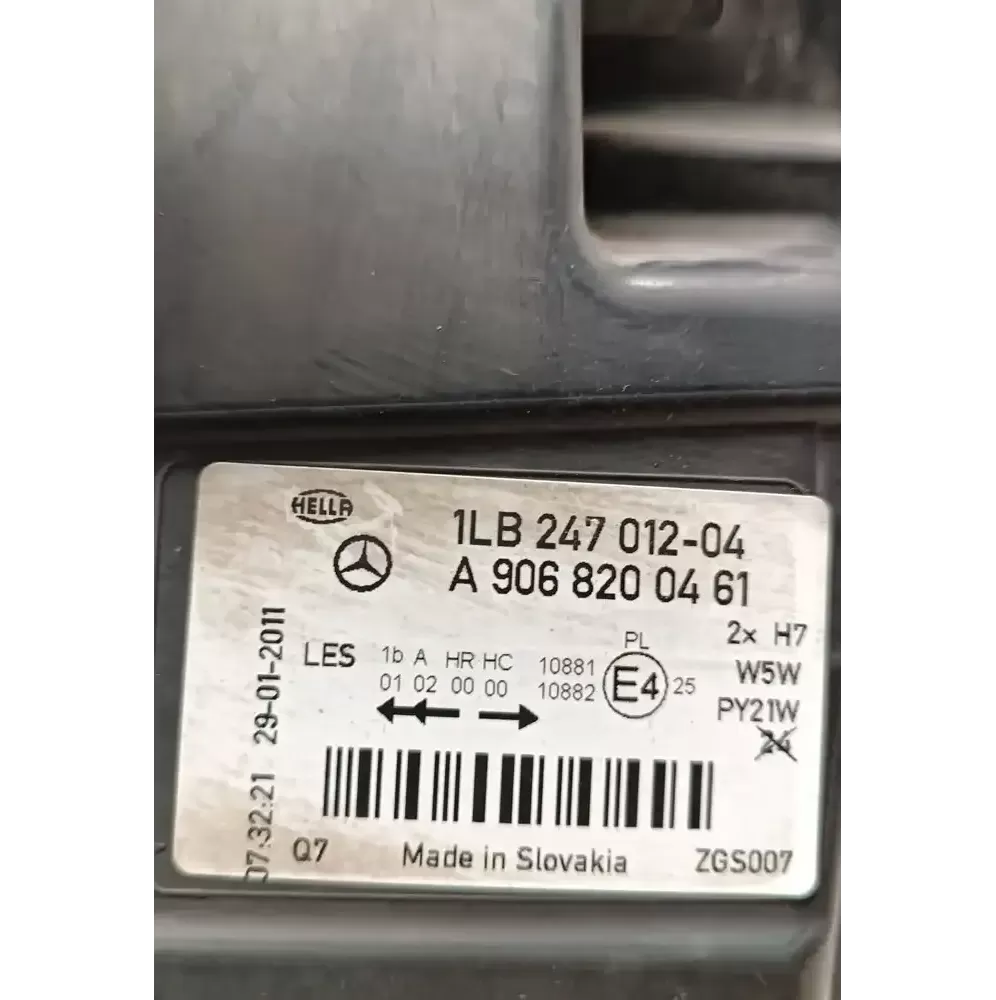 HELLA
1LB 247 012-04
A 906 820 04 61
07:32:21 29-01-2011
LES 1b A HR HC 10881 PL 2x H7
01 02 00 00 10882 E4 25 W5W
PY21W
24
Q7 Made in Slovakia ZGS007